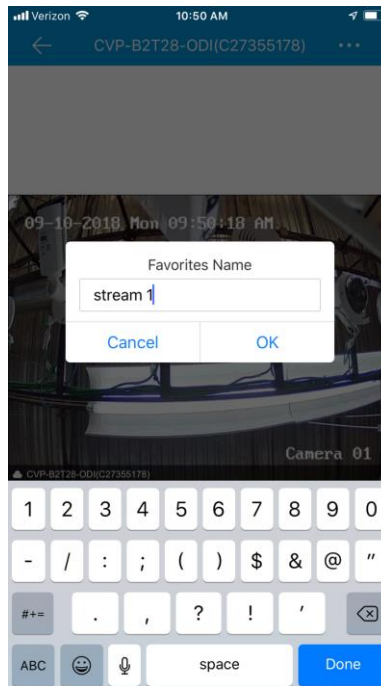 Verizon 10:50 AM
CVP-B2T28-ODI(C27355178) ...
09-10-2018 Mon 09:50:18 AM
Favorites Name
stream 1
Cancel OK
Camera 01
CVP-B2T28-ODI(C27355178)
1 2 3 4 5 6 7 8 9 0
- / : ; ( ) $ & @ "
#+= . , ? ! '
ABC space Done